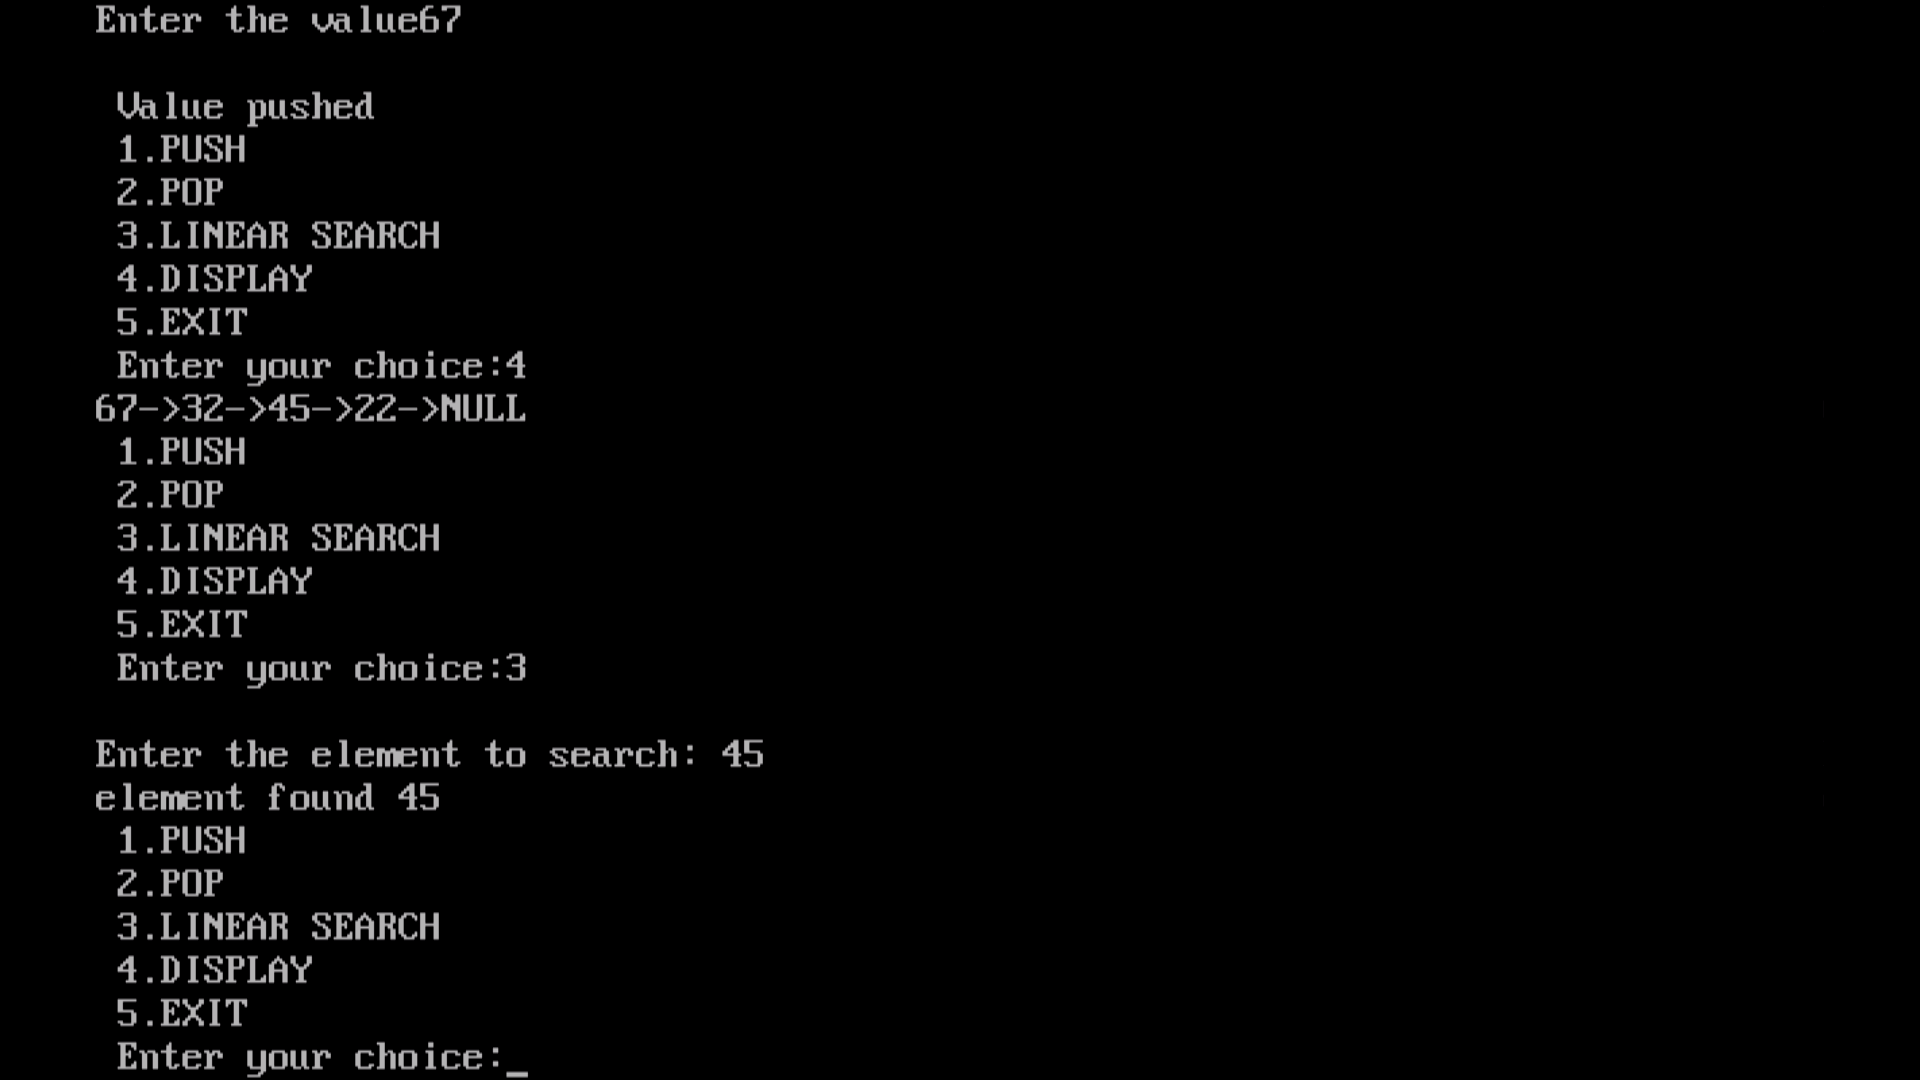 Enter the value67
Value pushed
1.PUSH
2.POP
3.LINEAR SEARCH
4.DISPLAY
5.EXIT
Enter your choice:4
67->32->45->22->NULL
1.PUSH
2.POP
3.LINEAR SEARCH
4.DISPLAY
5.EXIT
Enter your choice:3
Enter the element to search: 45
element found 45
1.PUSH
2.POP
3.LINEAR SEARCH
4.DISPLAY
5.EXIT
Enter your choice:_